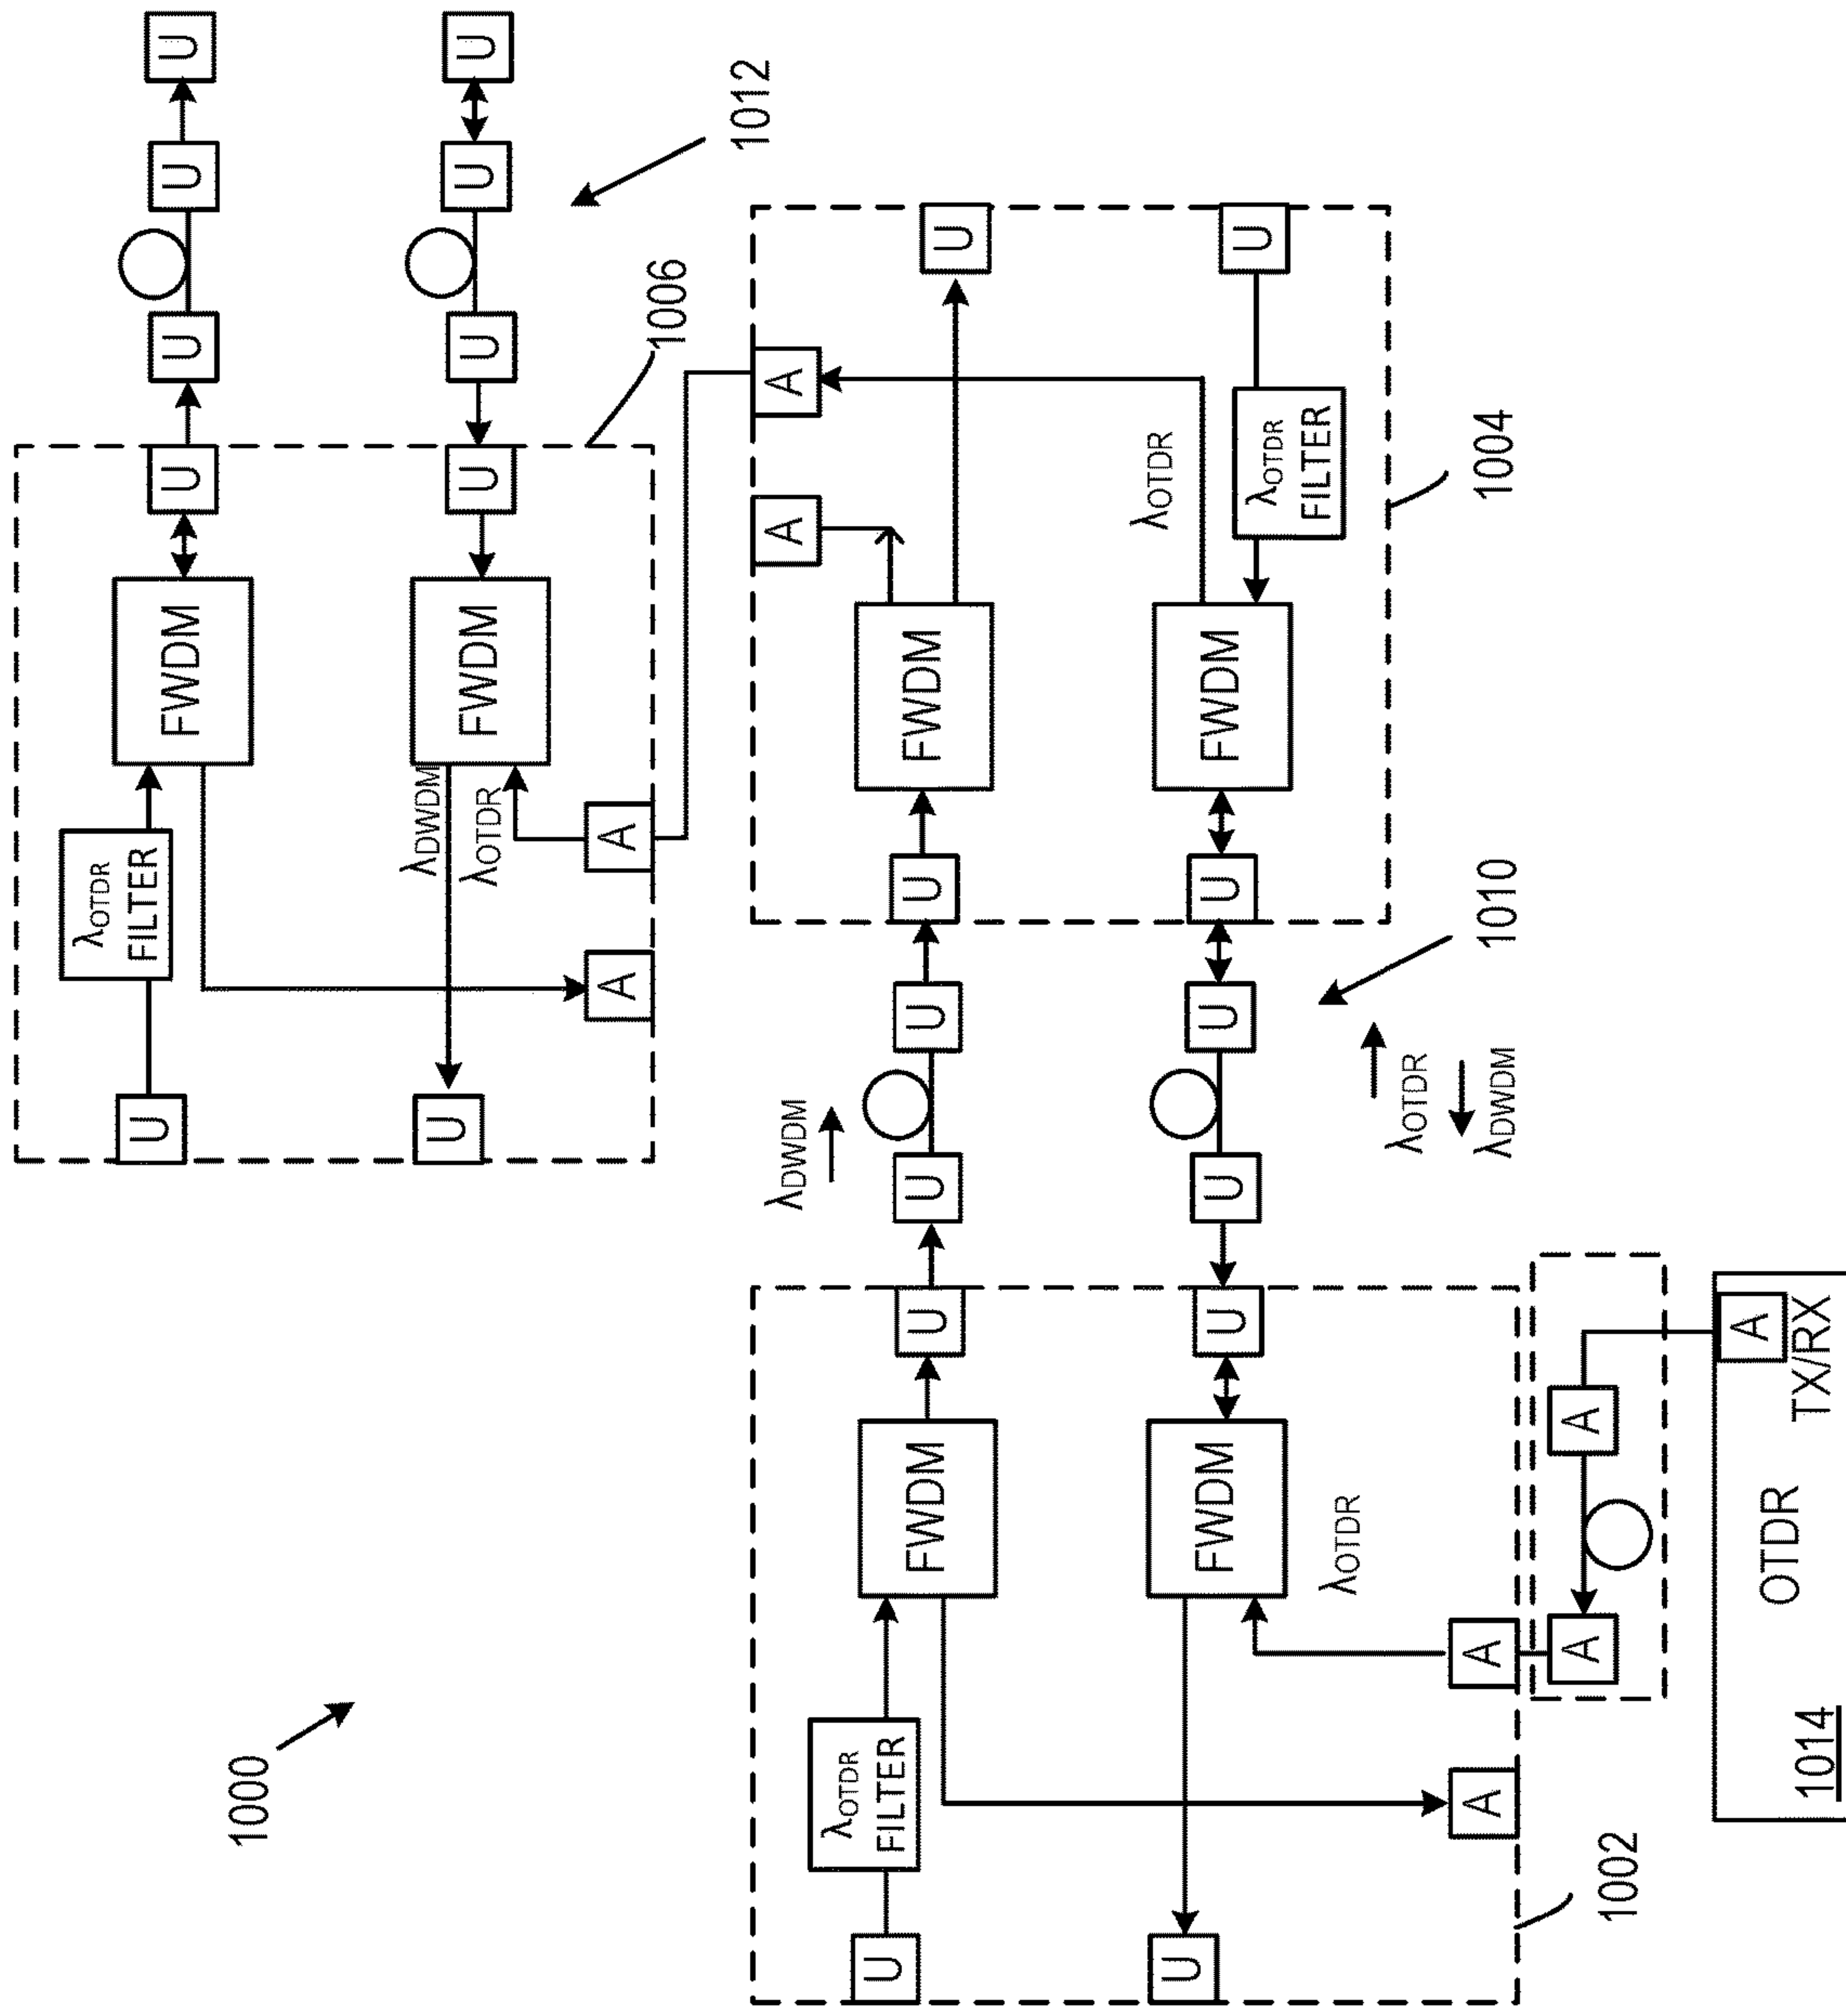 λOTDR
FILTER
U
FWDM
U
U
U
U
1000
U
λDWDM
λOTDR
FWDM
U
U
U
U
A
A
1006
1012
λDWDM
A
A
U
λOTDR
FILTER
FWDM
U
U
U
U
FWDM
U
λOTDR
U
FWDM
U
U
U
U
FWDM
λOTDR
FILTER
U
λOTDR
λOTDR
λDWDM
1010
1004
A
A
A
A
1002
A
OTDR
TX/RX
1014